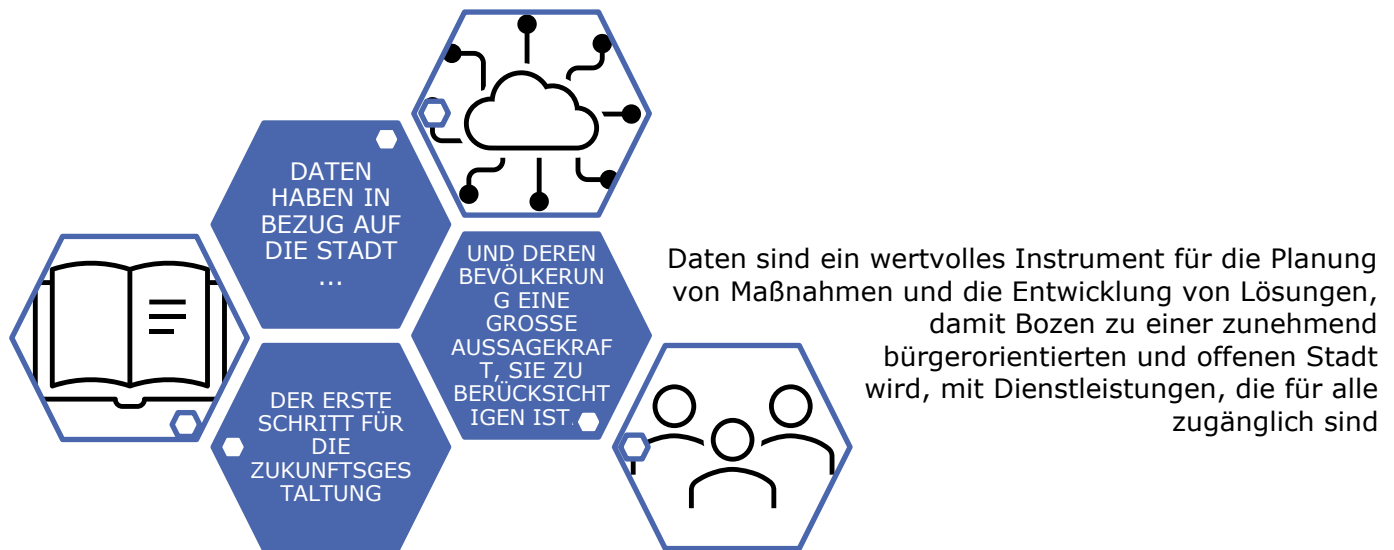 DATEN
HABEN IN
BEZUG AUF
DIE STADT
...
UND DEREN
BEVÖLKERUN
G EINE
GROSSE
AUSSAGEKRAF
T, SIE ZU
BERÜCKSICHT
IGEN IST.
DER ERSTE
SCHRITT FÜR
DIE
ZUKUNFTSGES
TALTUNG
Daten sind ein wertvolles Instrument für die Planung
von Maßnahmen und die Entwicklung von Lösungen,
damit Bozen zu einer zunehmend
bürgerorientierten und offenen Stadt
wird, mit Dienstleistungen, die für alle
zugänglich sind